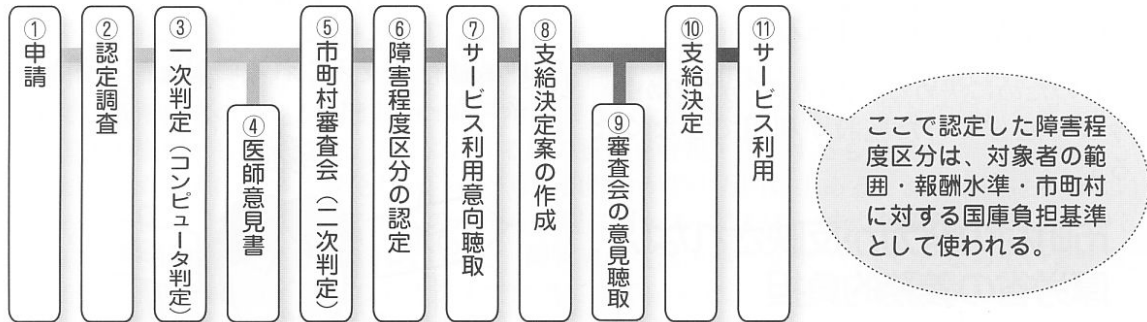 ①申請
②認定調査
③一次判定（コンピュータ判定）
④医師意見書
⑤市町村審査会（二次判定）
⑥障害程度区分の認定
⑦サービス利用意向聴取
⑧支給決定案の作成
⑨審査会の意見聴取
⑩支給決定
⑪サービス利用
ここで認定した障害程
度区分は、対象者の範
囲・報酬水準・市町村
に対する国庫負担基準
として使われる。